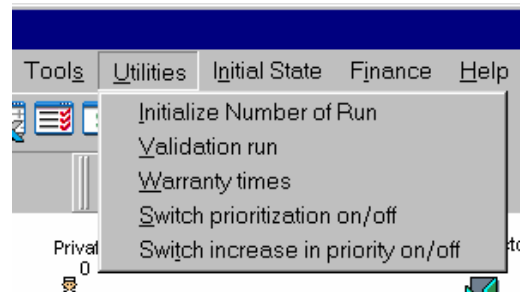 Tools Utilities Initial State Finance Help
Initialize Number of Run
Validation run
Warranty times
Switch prioritization on/off
Switch increase in priority on/off
0